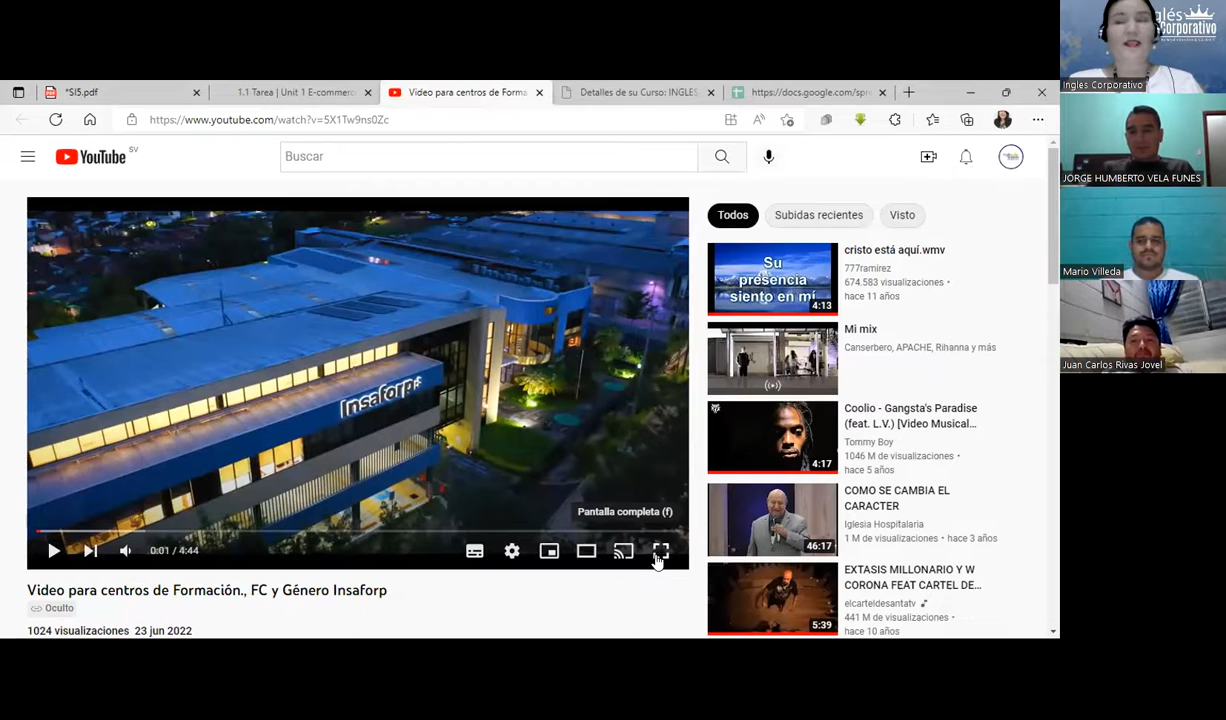 *SI5.pdf
1.1 Tarea | Unit 1 E-commerc
Video para centros de Forma
Detalles de su Curso: INGLES
https://docs.google.com/spre
https://www.youtube.com/watch?v=5X1Tw9ns0Zc
YouTube SV
Buscar
Insaforp
Pantalla completa (f)
0:01 / 4:44
Video para centros de Formación., FC y Género Insaforp
Oculto
1024 visualizaciones 23 jun 2022
Todos
Subidas recientes
Visto
Su
presencia
siento en mí
4:13
cristo está aquí.wmv
777ramirez
674.583 visualizaciones •
hace 11 años
Mi mix
Canserbero, APACHE, Rihanna y más
4:17
Coolio - Gangsta's Paradise
(feat. L.V.) [Video Musical...
Tommy Boy
1046 M de visualizaciones •
hace 5 años
46:17
COMO SE CAMBIA EL
CARACTER
Iglesia Hospitalaria
1 M de visualizaciones • hace 3 años
5:39
EXTASIS MILLONARIO Y W
CORONA FEAT CARTEL DE...
elcarteldesantatv
441 M de visualizaciones •
hace 10 años
Corporativo
Ingles Corporativo
JORGE HUMBERTO VELA FUNES
Mario Villeda
Juan Carlos Rivas Jovel